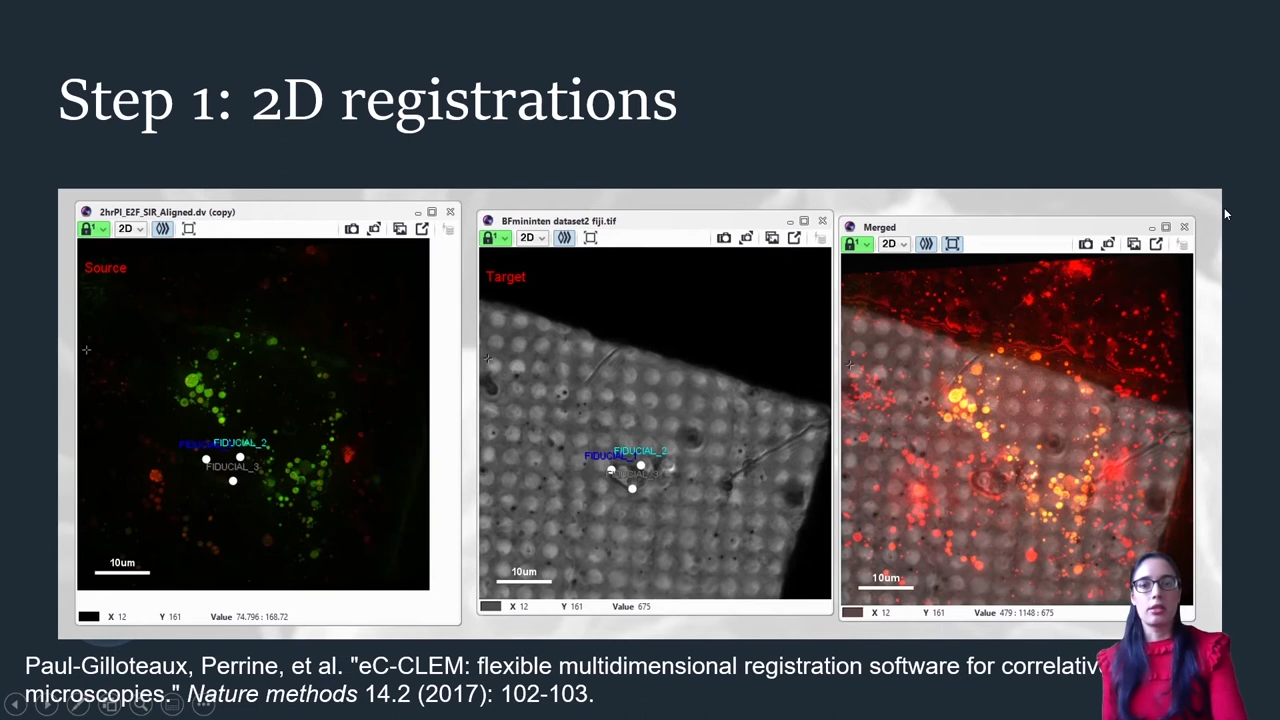 Step 1: 2D registrations
2hrPI_E2F_SIR_Aligned.dv (copy)
2D
Source
FIDUCIAL_2
FIDUCIAL_3
10um
X 12 Y 161 Value 74.796 : 168.72
BFmininten dataset2 fiji.tif
2D
Target
FIDUCIAL_1
FIDUCIAL_2
10um
X 12 Y 161 Value 675
Merged
2D
10um
X 12 Y 161 Value 479 : 1148 : 675
Paul-Gilloteaux, Perrine, et al. "eC-CLEM: flexible multidimensional registration software for correlativ
microscopies." Nature methods 14.2 (2017): 102-103.